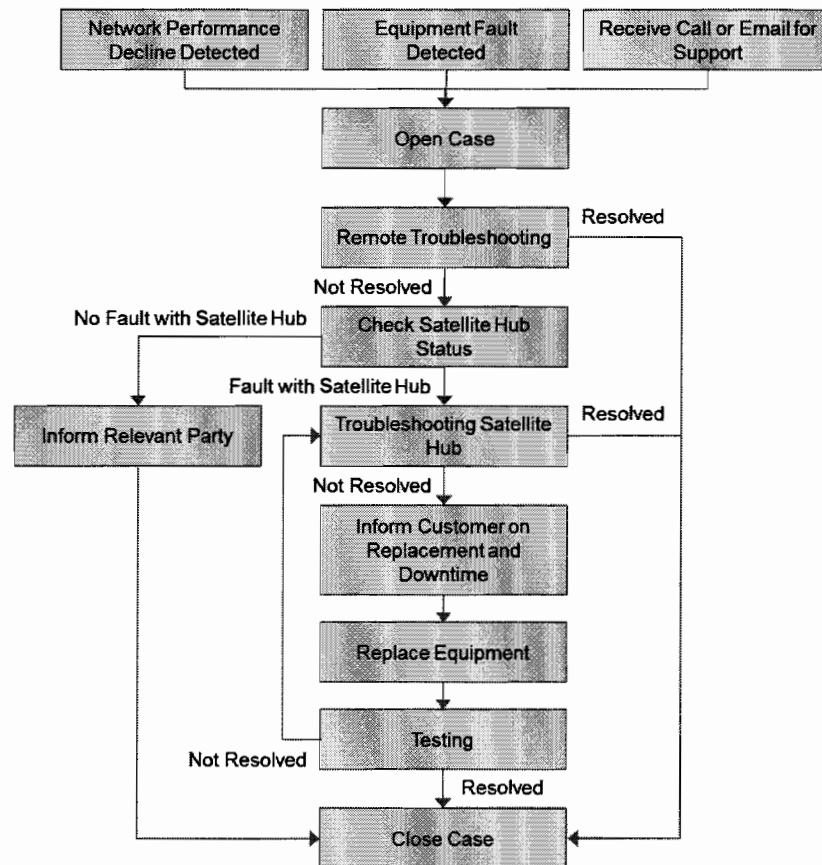 Network Performance
Decline Detected
Equipment Fault
Detected
Receive Call or Email for
Support
Open Case
Remote Troubleshooting
Resolved
Not Resolved
No Fault with Satellite Hub
Check Satellite Hub
Status
Fault with Satellite Hub
Inform Relevant Party
Troubleshooting Satellite
Hub
Resolved
Not Resolved
Inform Customer on
Replacement and
Downtime
Replace Equipment
Testing
Not Resolved
Resolved
Close Case